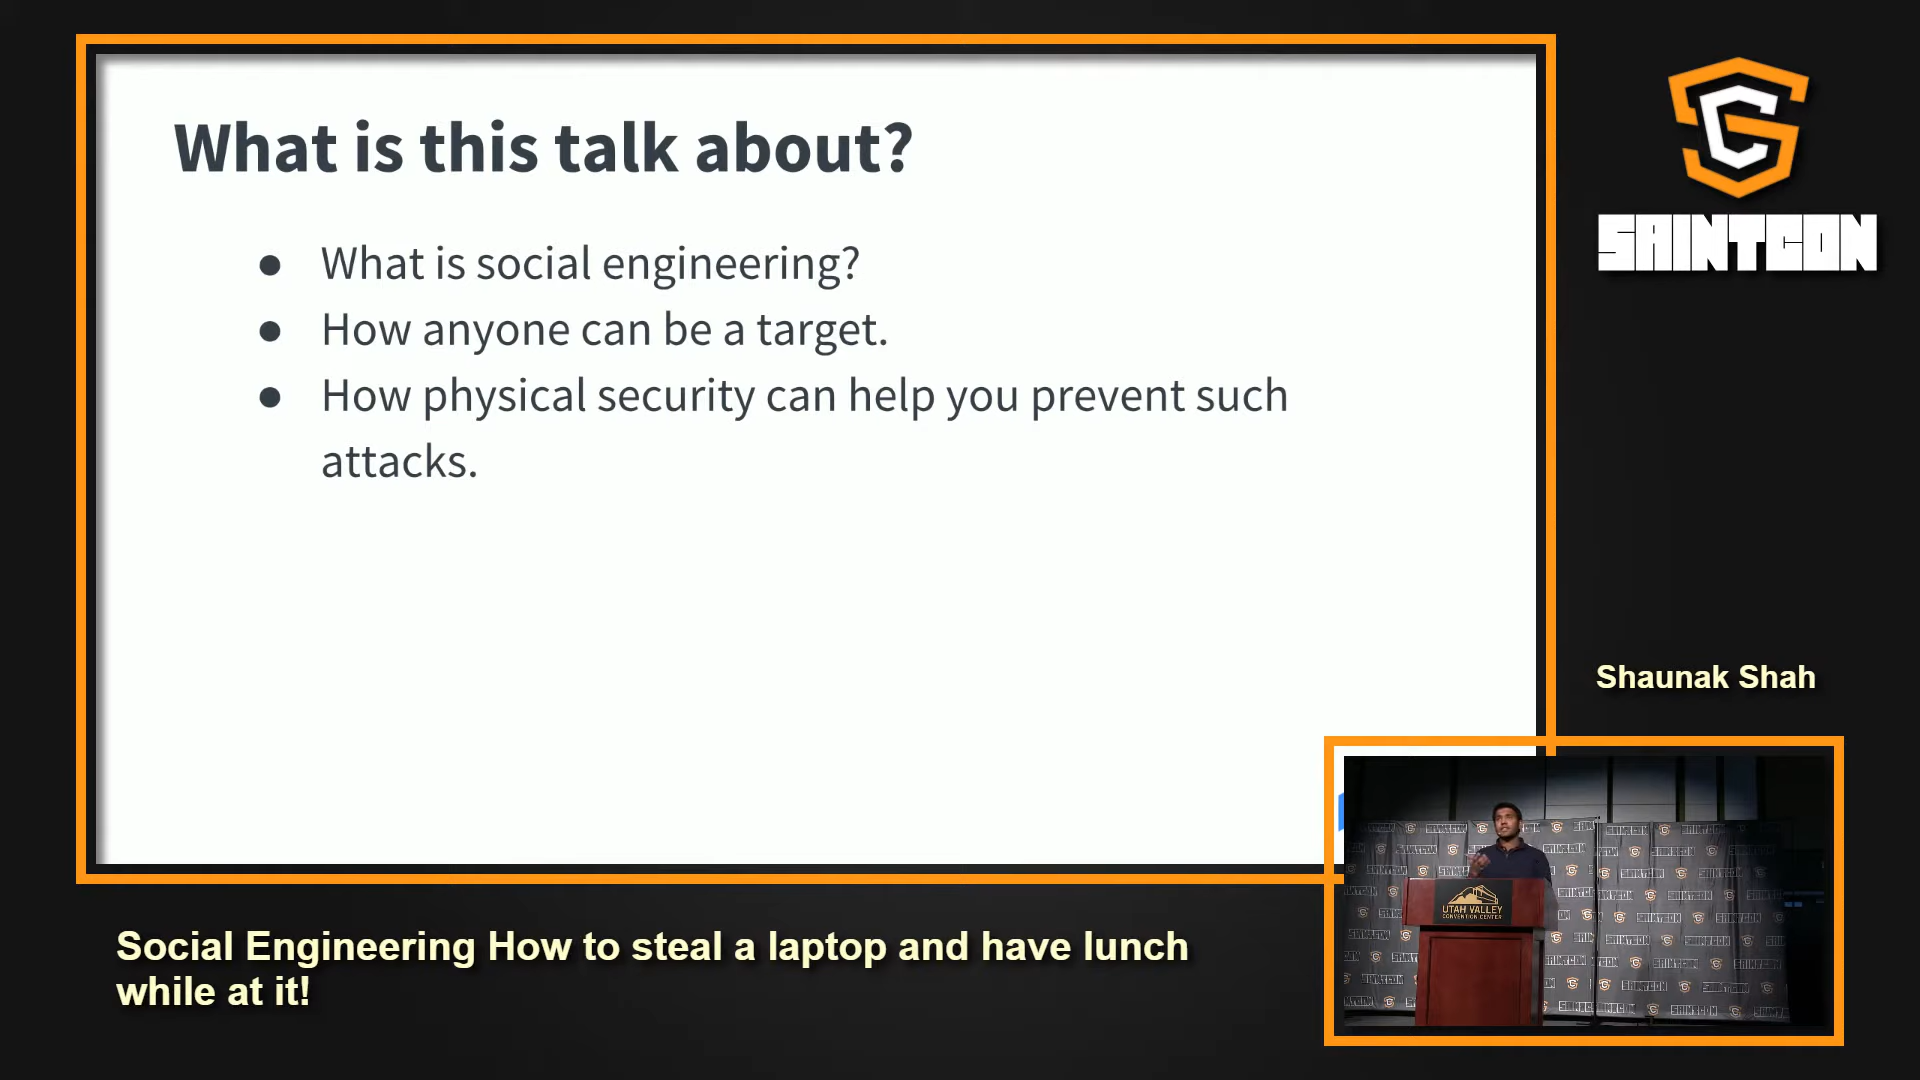 What is this talk about?
● What is social engineering?
● How anyone can be a target.
● How physical security can help you prevent such
attacks.
SAINTCON
Shaunak Shah
UTAH VALLEY
CONVENTION CENTER
Social Engineering How to steal a laptop and have lunch
while at it!